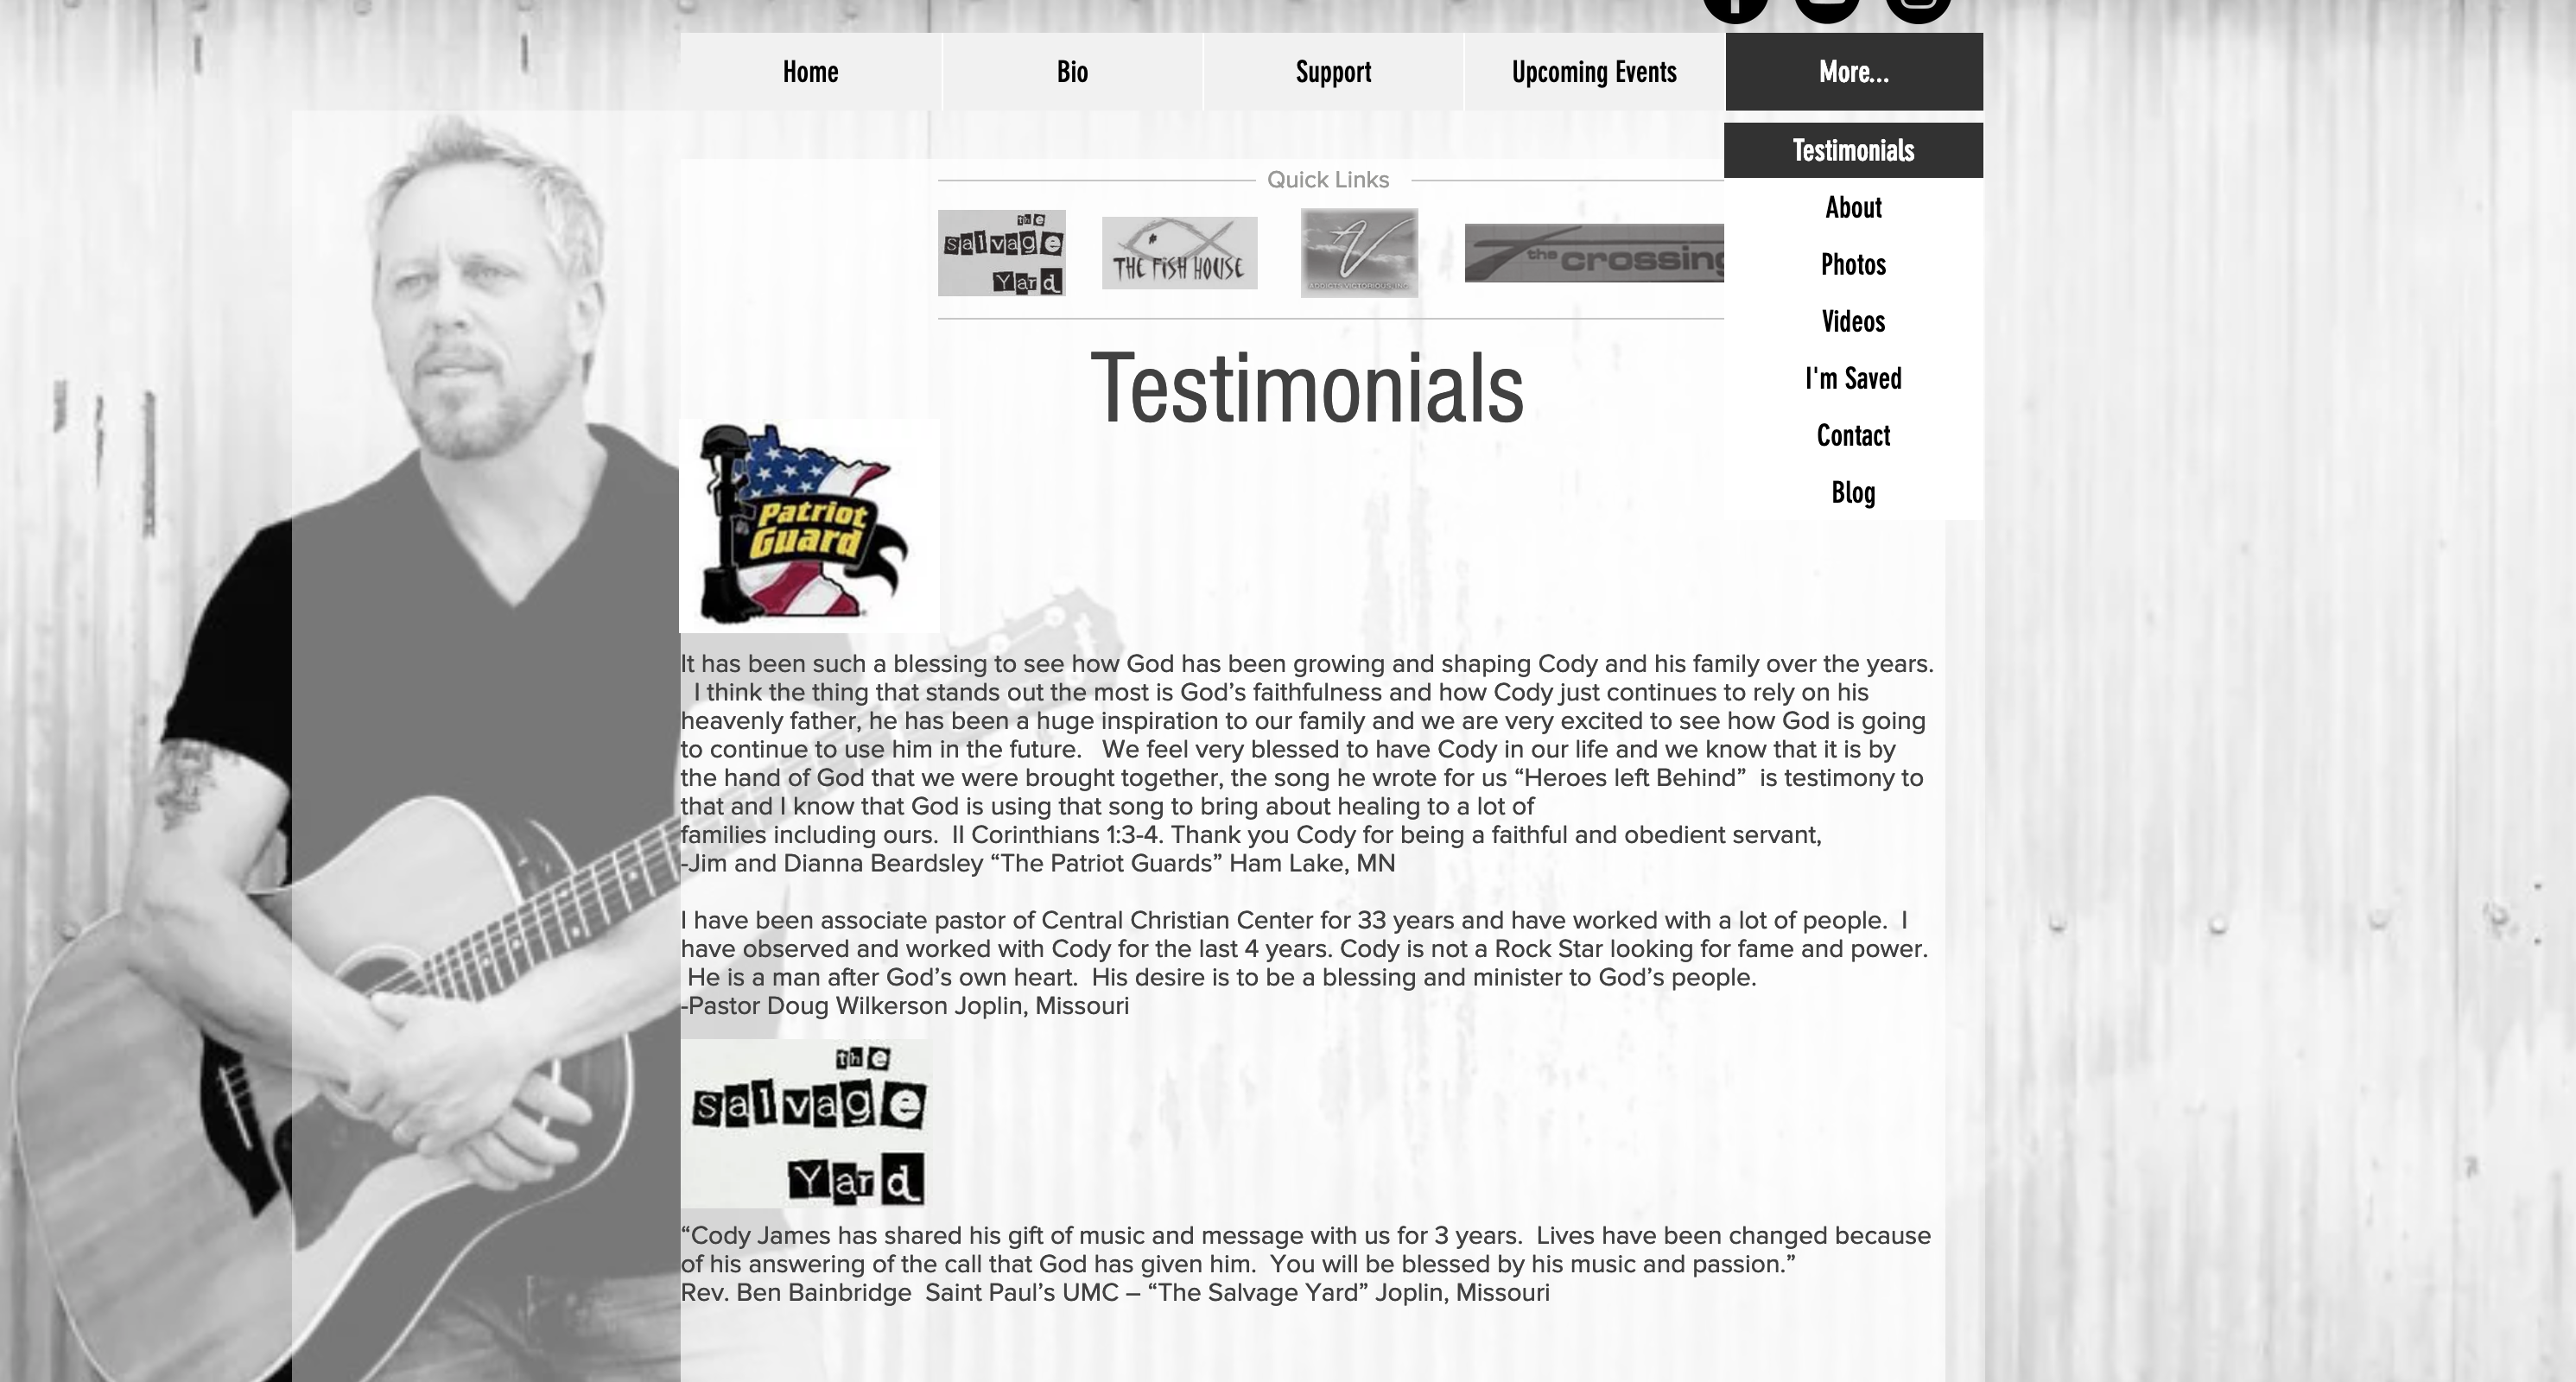 Home
Bio
Support
Upcoming Events
More...
Testimonials
About
Photos
Videos
I'm Saved
Contact
Blog
Quick Links
the
salvage
Yard
THE FiSH HOUSE
V
ADDICTS VICTORIOUS, INC.
the crossing
Testimonials
Patriot
Guard
It has been such a blessing to see how God has been growing and shaping Cody and his family over the years.
I think the thing that stands out the most is God’s faithfulness and how Cody just continues to rely on his
heavenly father, he has been a huge inspiration to our family and we are very excited to see how God is going
to continue to use him in the future.   We feel very blessed to have Cody in our life and we know that it is by
the hand of God that we were brought together, the song he wrote for us “Heroes left Behind”  is testimony to
that and I know that God is using that song to bring about healing to a lot of
families including ours.  II Corinthians 1:3-4. Thank you Cody for being a faithful and obedient servant,
-Jim and Dianna Beardsley “The Patriot Guards” Ham Lake, MN
I have been associate pastor of Central Christian Center for 33 years and have worked with a lot of people.  I
have observed and worked with Cody for the last 4 years. Cody is not a Rock Star looking for fame and power.
He is a man after God’s own heart.  His desire is to be a blessing and minister to God’s people.
-Pastor Doug Wilkerson Joplin, Missouri
the
salvage
Yard
“Cody James has shared his gift of music and message with us for 3 years.  Lives have been changed because
of his answering of the call that God has given him.  You will be blessed by his music and passion.”
Rev. Ben Bainbridge  Saint Paul’s UMC – “The Salvage Yard” Joplin, Missouri